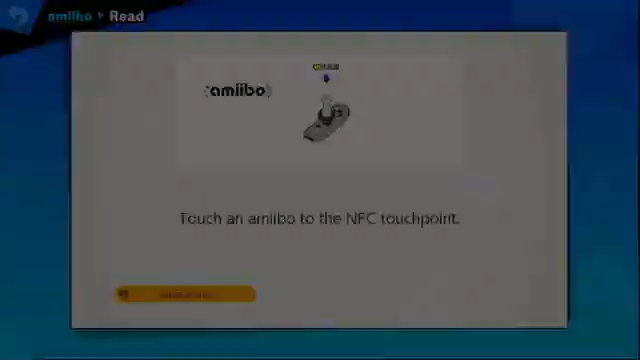 amiibo ▸ Read
amiibo
Touch an amiibo to the NFC touchpoint.